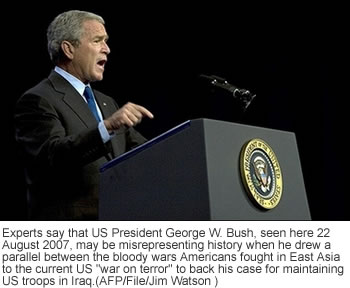 Experts say that US President George W. Bush, seen here 22
August 2007, may be misrepresenting history when he drew a
parallel between the bloody wars Americans fought in East Asia
to the current US "war on terror" to back his case for maintaining
US troops in Iraq.(AFP/File/Jim Watson )